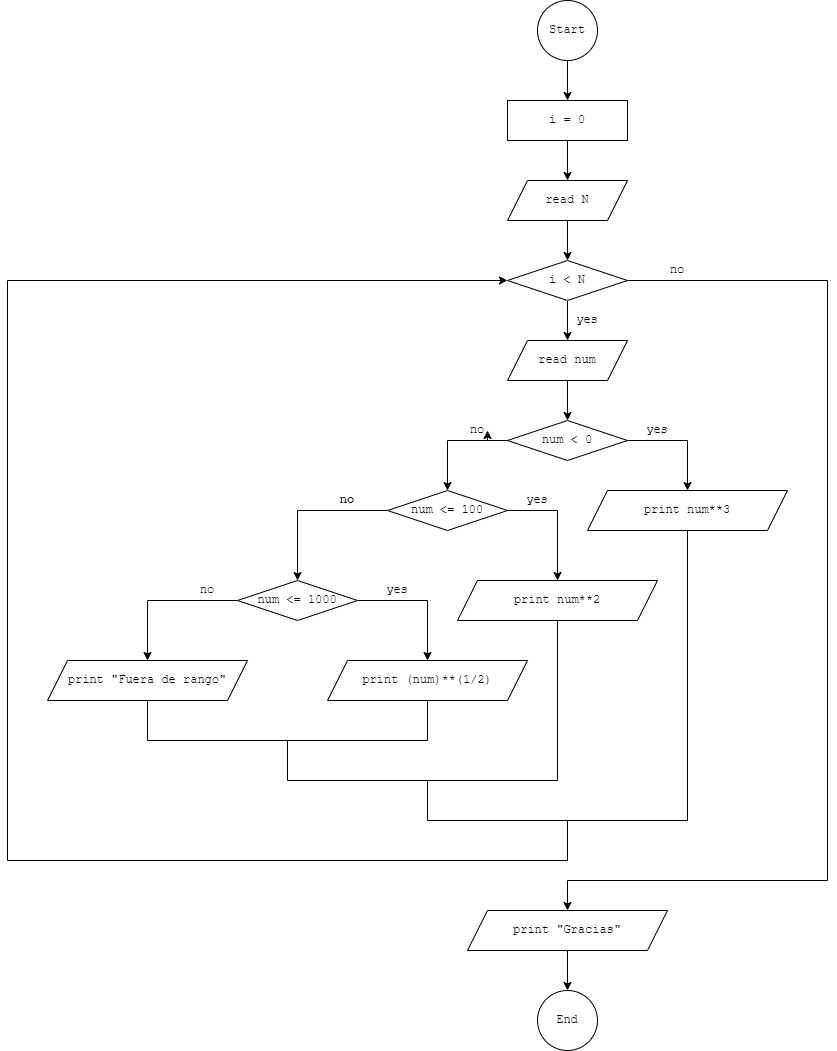 Start
i = 0
read N
i < N
no
yes
read num
no
num < 0
yes
print num**3
no
num <= 100
yes
print num**2
no
num <= 1000
yes
print "Fuera de rango"
print (num)**(1/2)
print "Gracias"
End